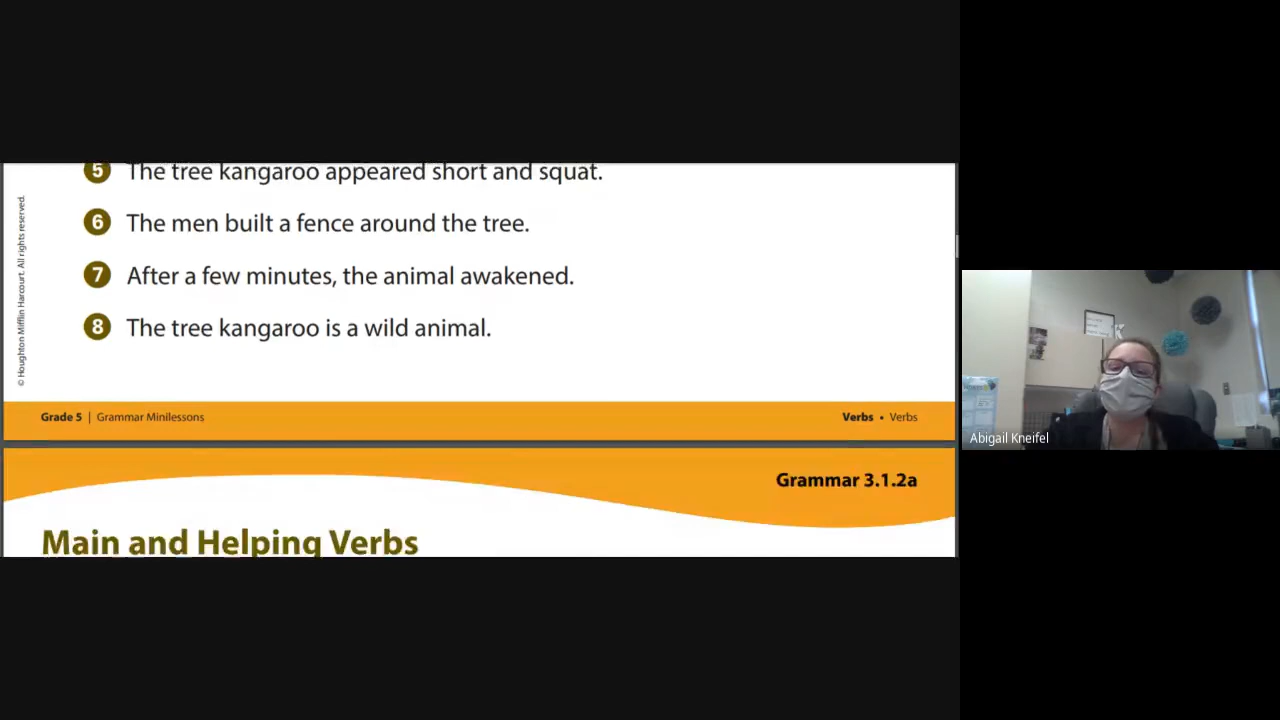 5 The tree kangaroo appeared short and squat.
6 The men built a fence around the tree.
7 After a few minutes, the animal awakened.
8 The tree kangaroo is a wild animal.
© Houghton Mifflin Harcourt. All rights reserved.
Grade 5 | Grammar Minilessons
Verbs • Verbs
Grammar 3.1.2a
Main and Helping Verbs
K
Abigail Kneifel